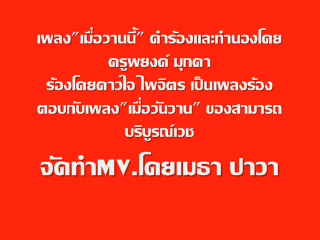 เพลง"เมื่อวานนี้" คำร้องและทำนองโดย
ครูพยงค์ มุกดา
ร้องโดยดาวใจ ไพจิตร เป็นเพลงร้อง
ตอบกับเพลง"เมื่อวันวาน" ของสามารถ
บริบูรณ์เวช
จัดทำMV.โดยเมธา ปาวา